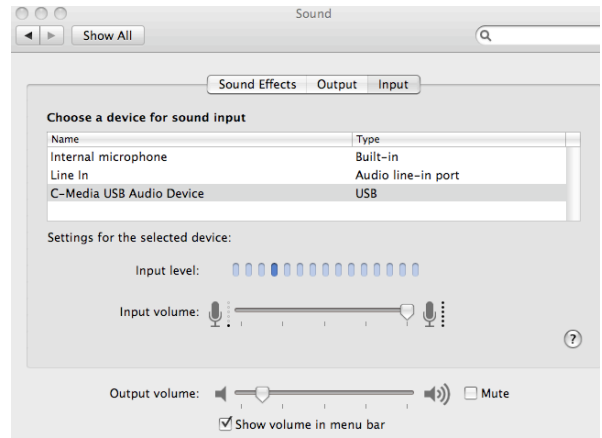 Sound
Show All
Sound Effects Output Input
Choose a device for sound input
Name Type
Internal microphone Built-in
Line In Audio line-in port
C-Media USB Audio Device USB
Settings for the selected device:
Input level:
Input volume:
?
Output volume: Mute
Show volume in menu bar